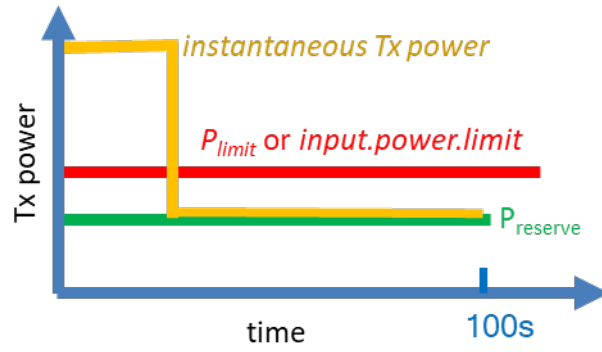 instantaneous Tx power
Plimit or input.power.limit
Tx power
Preserve
100s
time